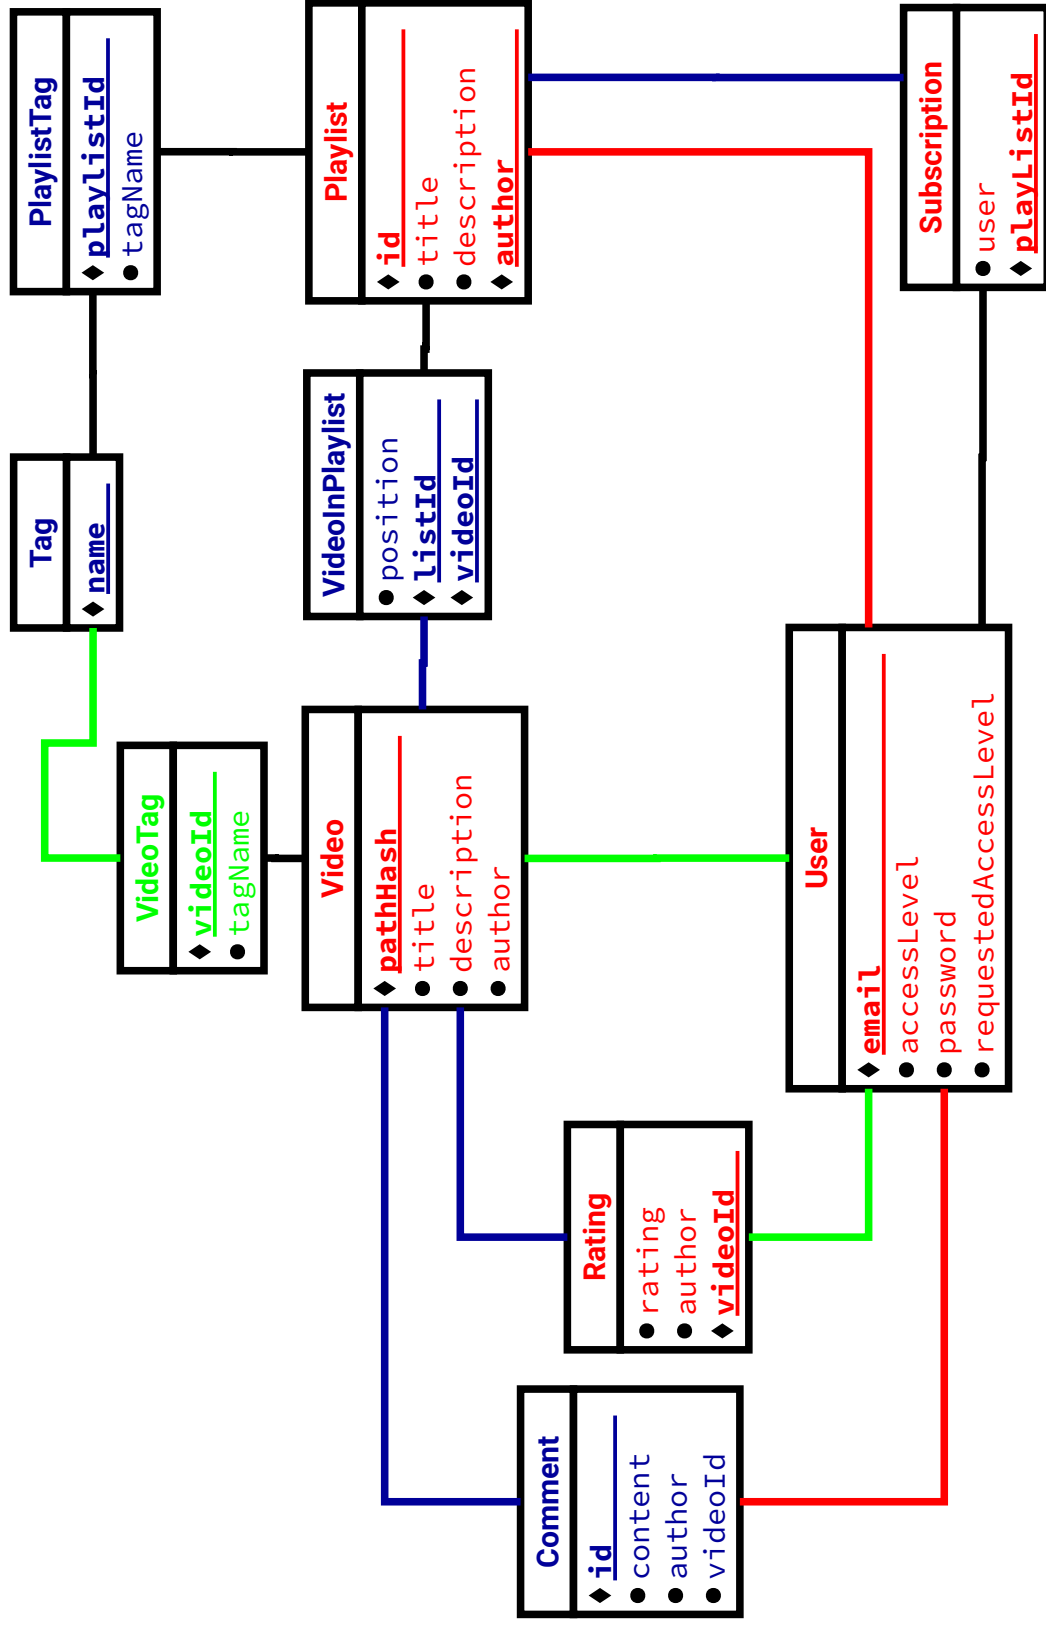 PlaylistTag
playlistId
tagName
Playlist
id
title
description
author
Subscription
user
playListId
Tag
name
VideoInPlaylist
position
listId
videoId
VideoTag
videoId
tagName
Video
pathHash
title
description
author
User
email
accessLevel
password
requestedAccessLevel
Rating
rating
author
videoId
Comment
id
content
author
videoId